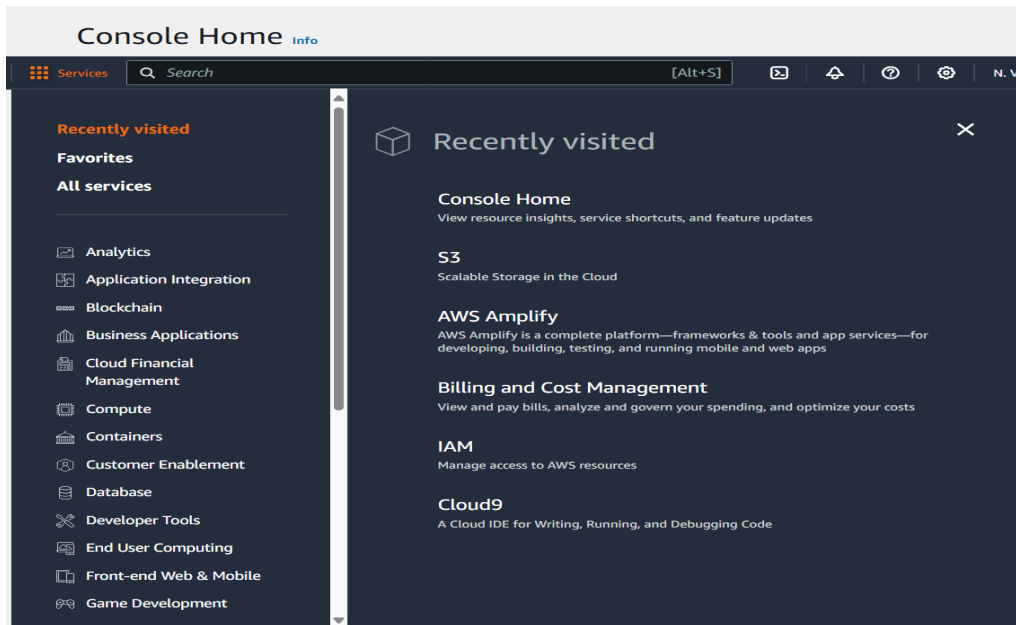 Console Home Info
Services
Search
[Alt+S]
N. V
Recently visited
Favorites
All services
Analytics
Application Integration
Blockchain
Business Applications
Cloud Financial
Management
Compute
Containers
Customer Enablement
Database
Developer Tools
End User Computing
Front-end Web & Mobile
Game Development
Recently visited
Console Home
View resource insights, service shortcuts, and feature updates
S3
Scalable Storage in the Cloud
AWS Amplify
AWS Amplify is a complete platform—frameworks & tools and app services—for
developing, building, testing, and running mobile and web apps
Billing and Cost Management
View and pay bills, analyze and govern your spending, and optimize your costs
IAM
Manage access to AWS resources
Cloud9
A Cloud IDE for Writing, Running, and Debugging Code